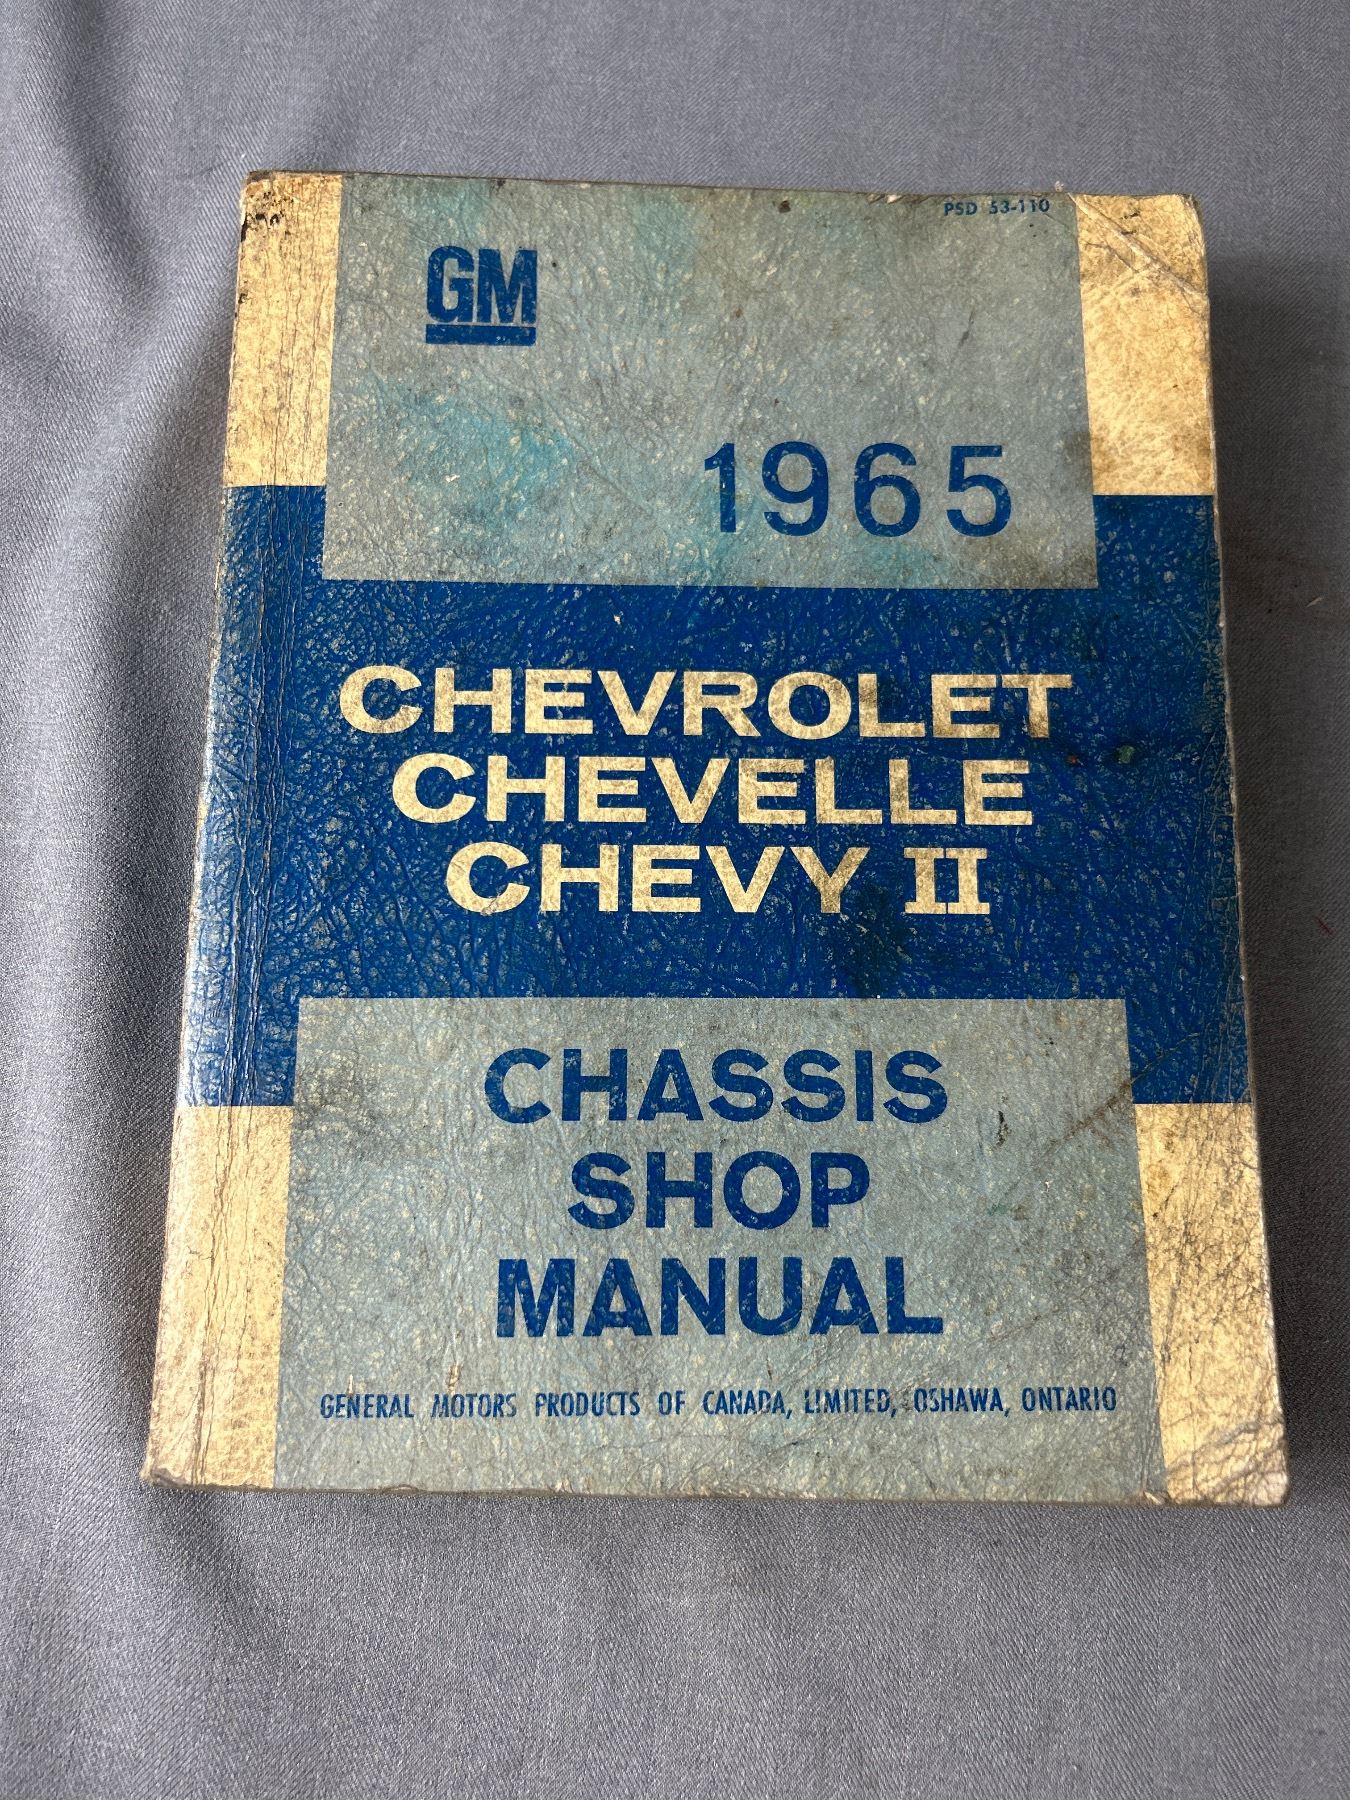 PSD 53-110
GM
1965
CHEVROLET
CHEVELLE
CHEVY II
CHASSIS
SHOP
MANUAL
GENERAL MOTORS PRODUCTS OF CANADA, LIMITED, OSHAWA, ONTARIO